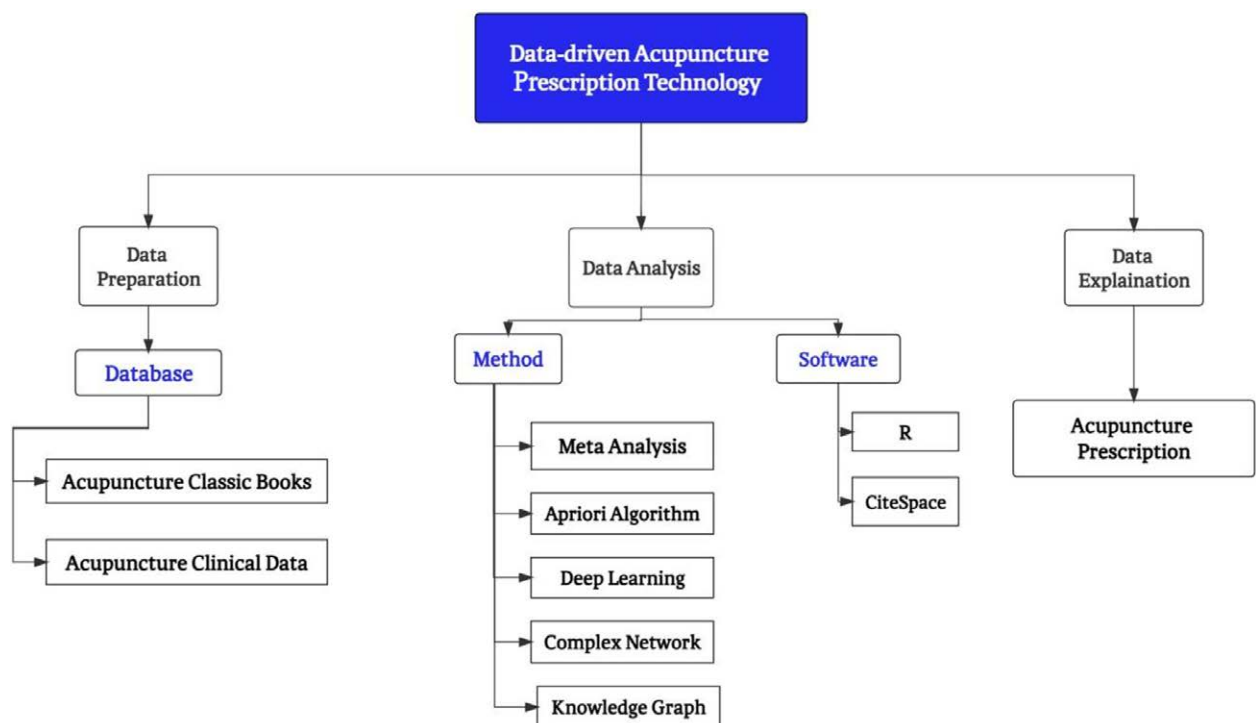 Data-driven Acupuncture
Prescription Technology
Data
Preparation
Data Analysis
Data
Explaination
Database
Method
Software
Acupuncture
Prescription
Acupuncture Classic Books
Acupuncture Clinical Data
Meta Analysis
Apriori Algorithm
Deep Learning
Complex Network
Knowledge Graph
R
CiteSpace